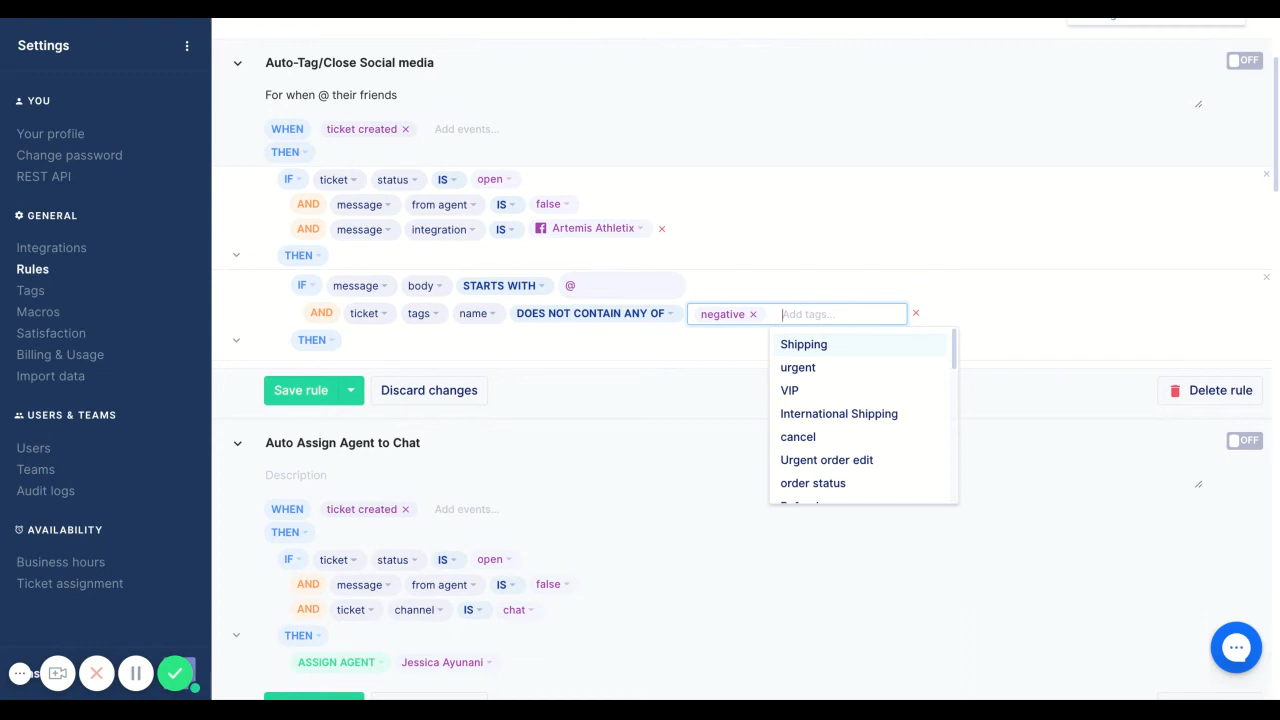 Settings
YOU
Your profile
Change password
REST API
GENERAL
Integrations
Rules
Tags
Macros
Satisfaction
Billing & Usage
Import data
USERS & TEAMS
Users
Teams
Audit logs
AVAILABILITY
Business hours
Ticket assignment
Auto-Tag/Close Social media
OFF
For when @ their friends
WHEN ticket created × Add events...
THEN
IF ticket status IS open
AND message from agent IS false
AND message integration IS Artemis Athletix
THEN
IF message body STARTS WITH @
AND ticket tags name DOES NOT CONTAIN ANY OF negative × Add tags...
THEN
Shipping
urgent
VIP
International Shipping
cancel
Urgent order edit
order status
Save rule Discard changes Delete rule
Auto Assign Agent to Chat
OFF
Description
WHEN ticket created × Add events...
THEN
IF ticket status IS open
AND message from agent IS false
AND ticket channel IS chat
THEN
ASSIGN AGENT Jessica Ayunani